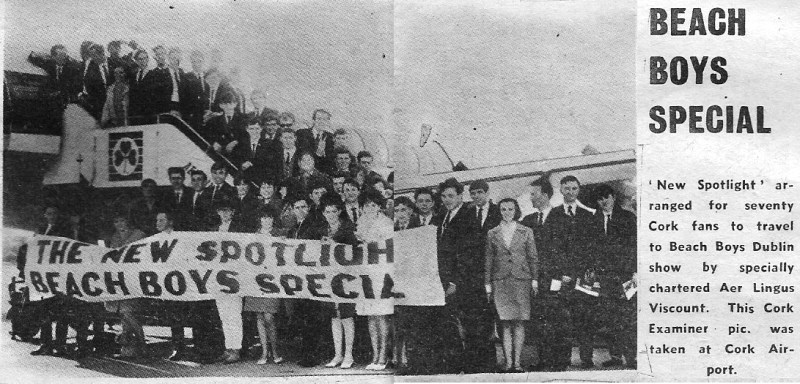 THE NEW SPOTLIGH
BEACH BOYS SPECIAL
BEACH
BOYS
SPECIAL
'New Spotlight' ar-
ranged for seventy
Cork fans to travel
to Beach Boys Dublin
show by specially
chartered Aer Lingus
Viscount. This Cork
Examiner pic. was
taken at Cork Air-
port.